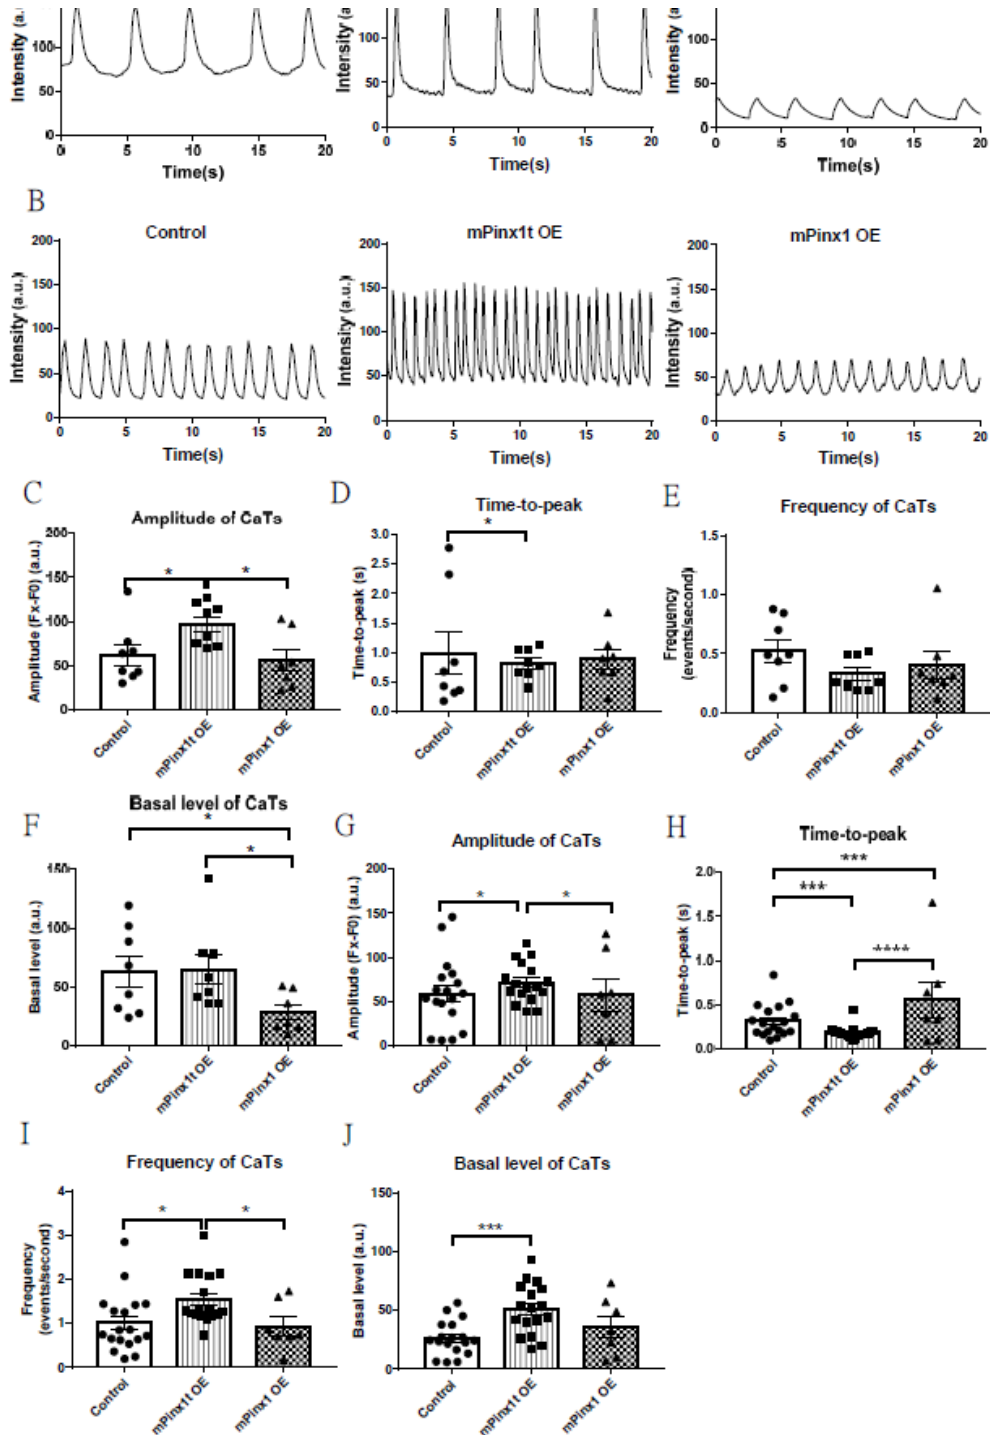 Intensity (a.u.)
100
50
0
0 5 10 15 20
Time(s)
Intensity (a.u.)
100
50
0
0 5 10 15 20
Time(s)
Intensity (a.u.)
100
50
0
0 5 10 15 20
Time(s)
B
Control
Intensity (a.u.)
200
150
100
50
0
0 5 10 15 20
Time(s)
mPinx1t OE
Intensity (a.u.)
200
150
100
50
0
0 5 10 15 20
Time(s)
mPinx1 OE
Intensity (a.u.)
200
150
100
50
0
0 5 10 15 20
Time(s)
C
Amplitude of CaTs
Amplitude (Fx-F0) (a.u.)
200
150
100
50
0
* *
Control mPinx1t OE mPinx1 OE
D
Time-to-peak
Time-to-peak (s)
3.0
2.5
2.0
1.5
1.0
0.5
0.0
*
Control mPinx1t OE mPinx1 OE
E
Frequency of CaTs
Frequency
(events/second)
1.5
1.0
0.5
0.0
Control mPinx1t OE mPinx1 OE
F
Basal level of CaTs
Basal level (a.u.)
150
100
50
0
*
*
Control mPinx1t OE mPinx1 OE
G
Amplitude of CaTs
Amplitude (Fx-F0) (a.u.)
200
150
100
50
0
* *
Control mPinx1t OE mPinx1 OE
H
Time-to-peak
Time-to-peak (s)
2.0
1.5
1.0
0.5
0.0
***
***
****
Control mPinx1t OE mPinx1 OE
I
Frequency of CaTs
Frequency
(events/second)
4
3
2
1
0
* *
Control mPinx1t OE mPinx1 OE
J
Basal level of CaTs
Basal level (a.u.)
150
100
50
0
***
Control mPinx1t OE mPinx1 OE